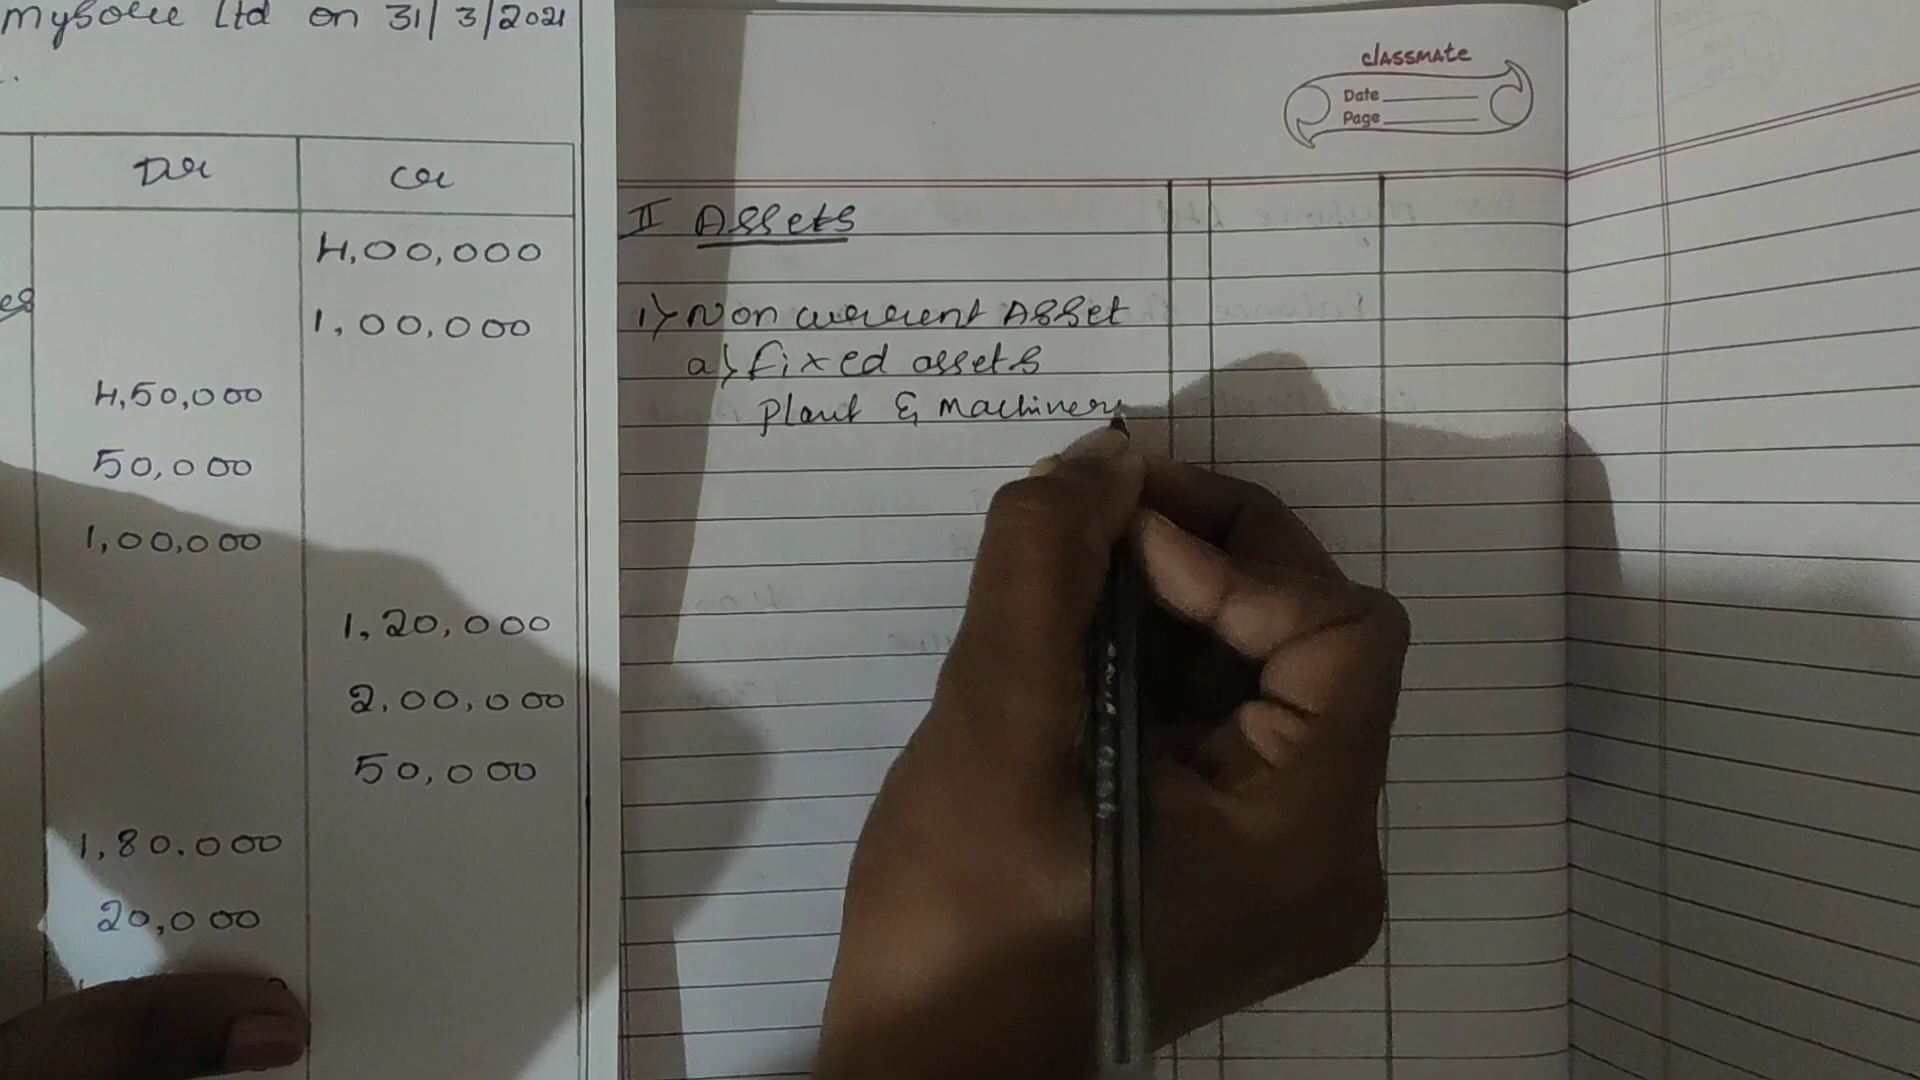 Mysore Ltd on 31/3/2021
Dr Cr
4,00,000
es 1,00,000
4,50,000
50,000
1,00,000
1,20,000
2,00,000
50,000
1,80,000
20,000
classmate
Date
Page
II Assets
1) Non current Asset
a) fixed assets
plant & machinery